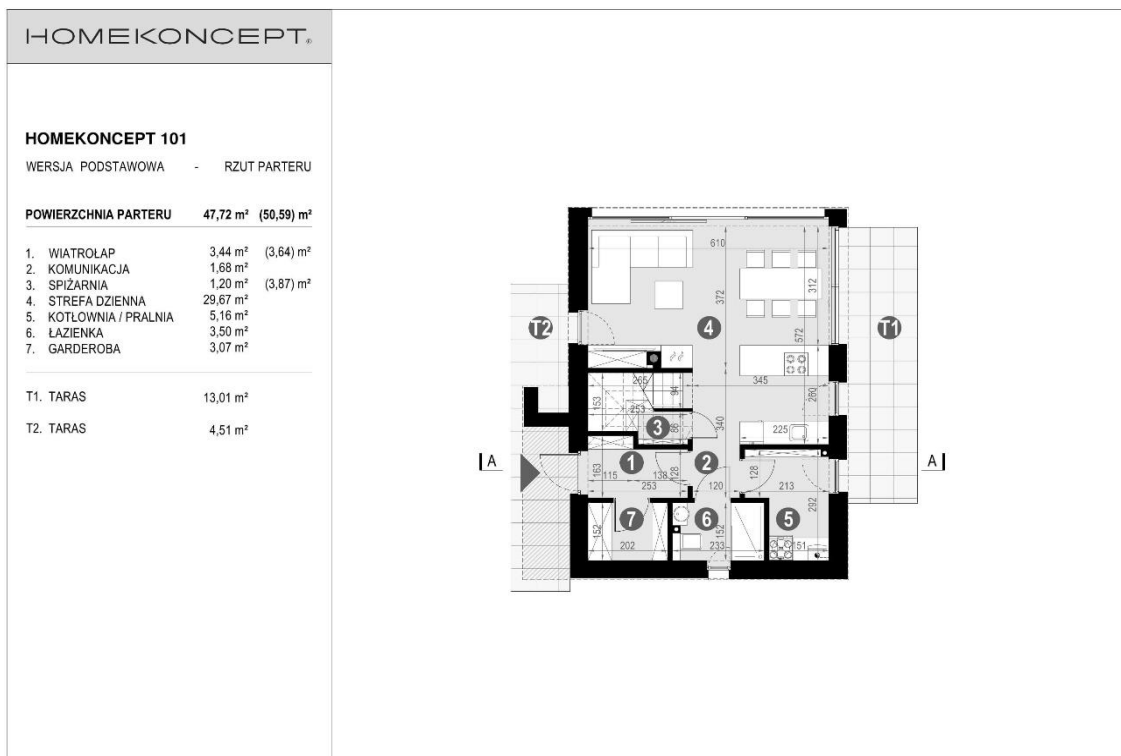 HOMEKONCEPT®
HOMEKONCEPT 101
WERSJA PODSTAWOWA - RZUT PARTERU
POWIERZCHNIA PARTERU 47,72 m² (50,59) m²
1. WIATROŁAP 3,44 m² (3,64) m²
2. KOMUNIKACJA 1,68 m²
3. SPIŻARNIA 1,20 m² (3,87) m²
4. STREFA DZIENNA 29,67 m²
5. KOTŁOWNIA / PRALNIA 5,16 m²
6. ŁAZIENKA 3,50 m²
7. GARDEROBA 3,07 m²
T1. TARAS 13,01 m²
T2. TARAS 4,51 m²
610
312
372
T2
4
572
T1
265
94
345
153
253
260
3
86
340
225
A
1
2
A
163
115
138
128
128
213
253
120
292
7
6
5
152
152
202
233
151